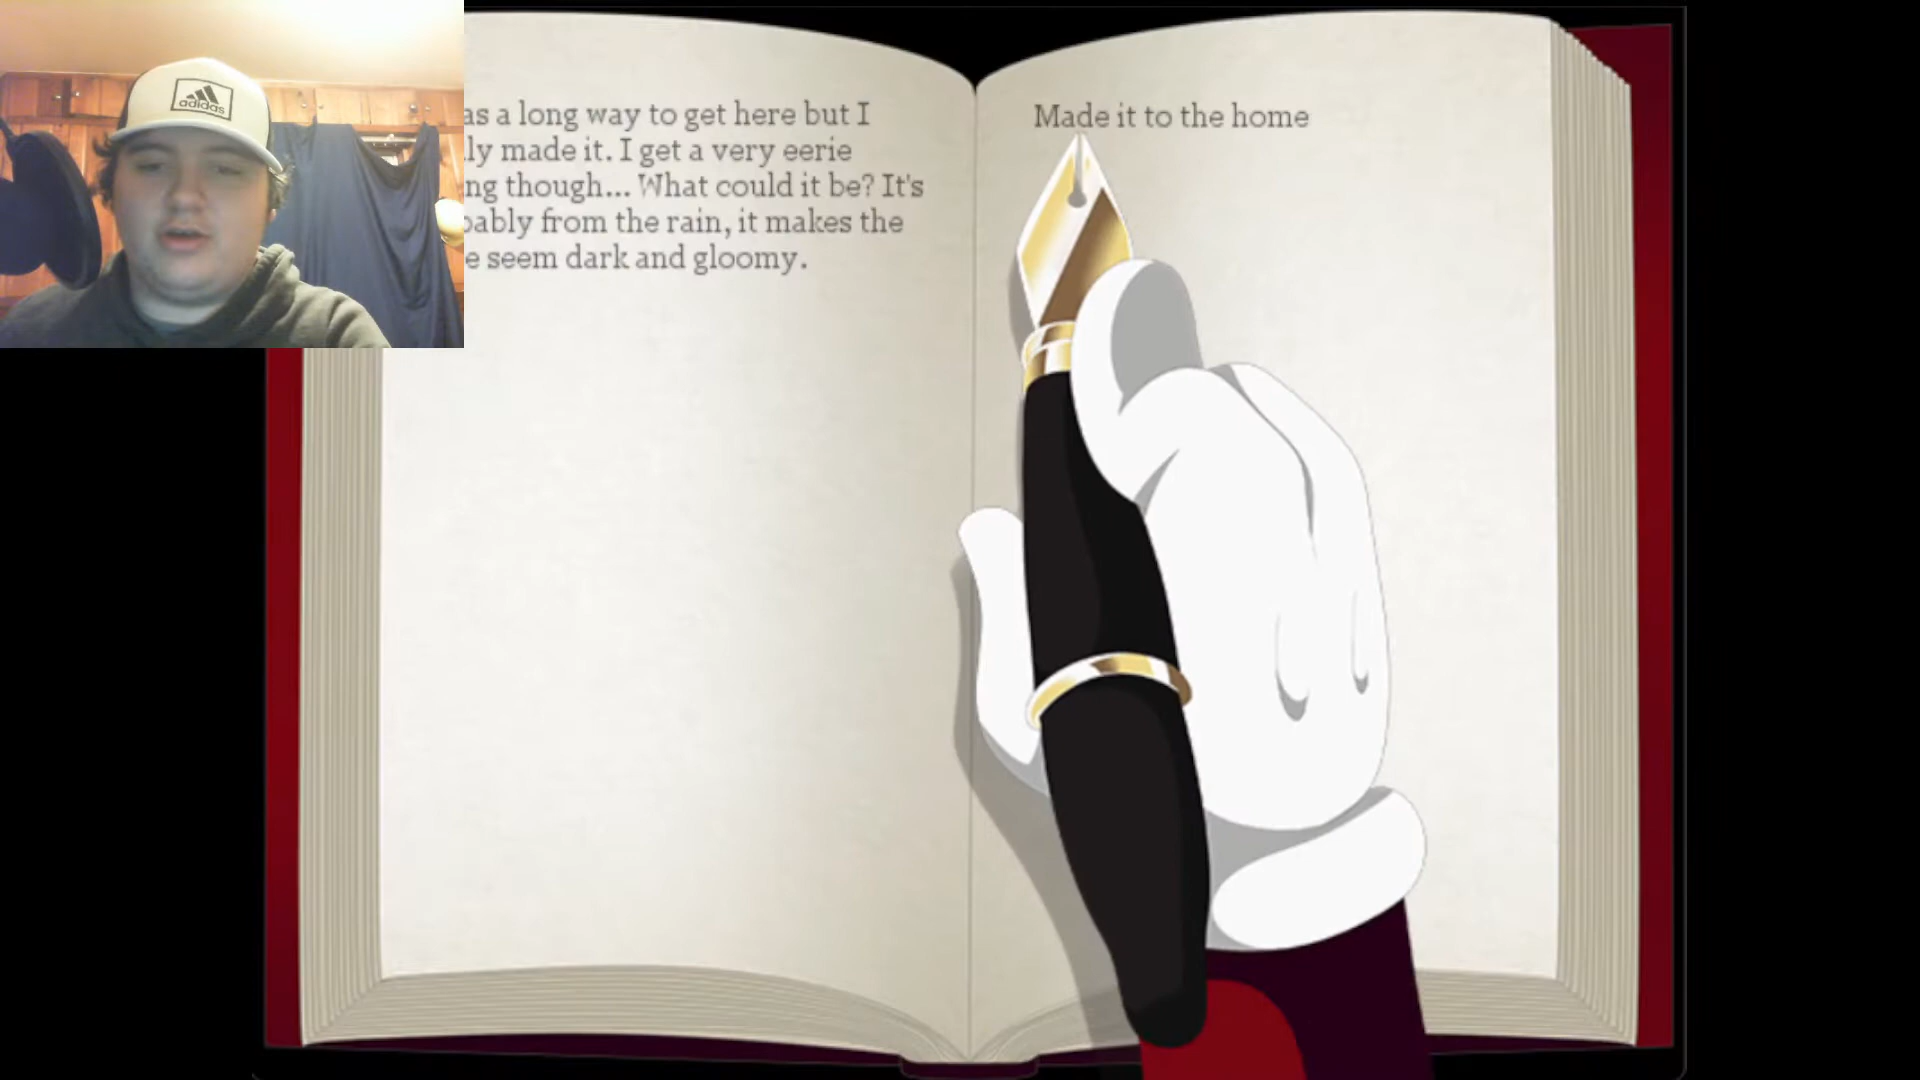 adidas
as a long way to get here but I
ly made it. I get a very eerie
ng though... What could it be? It's
bably from the rain, it makes the
e seem dark and gloomy.
Made it to the home